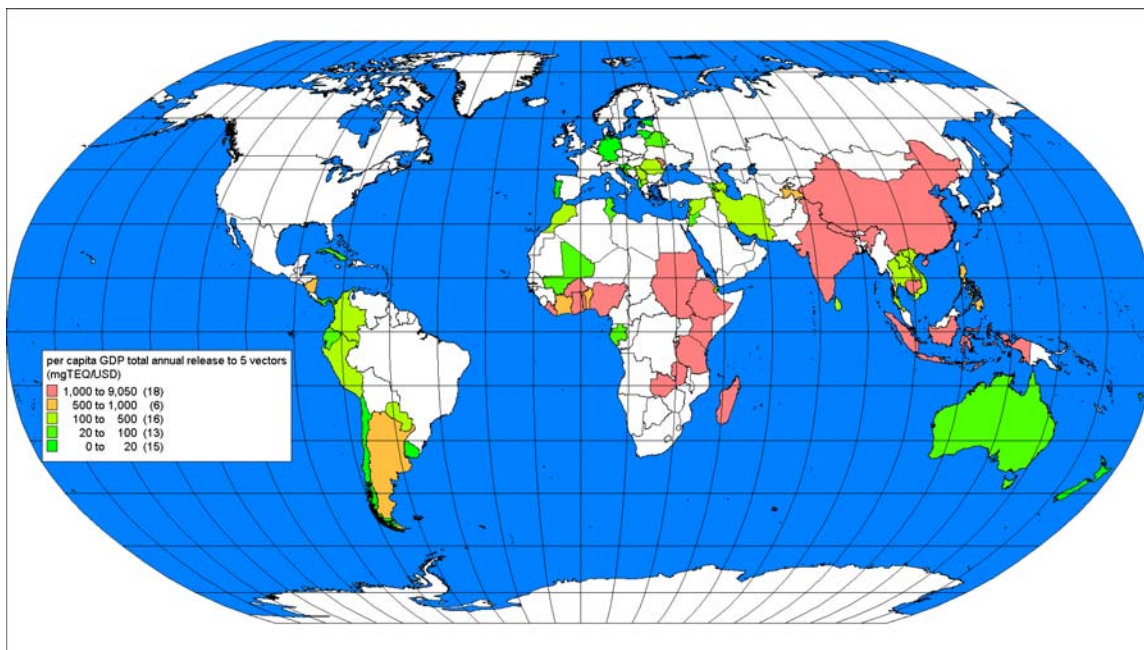 per capita GDP total annual release to 5 vectors
(mgTEQ/USD)
1,000 to 9,050 (18)
500 to 1,000 (6)
100 to 500 (16)
20 to 100 (13)
0 to 20 (15)